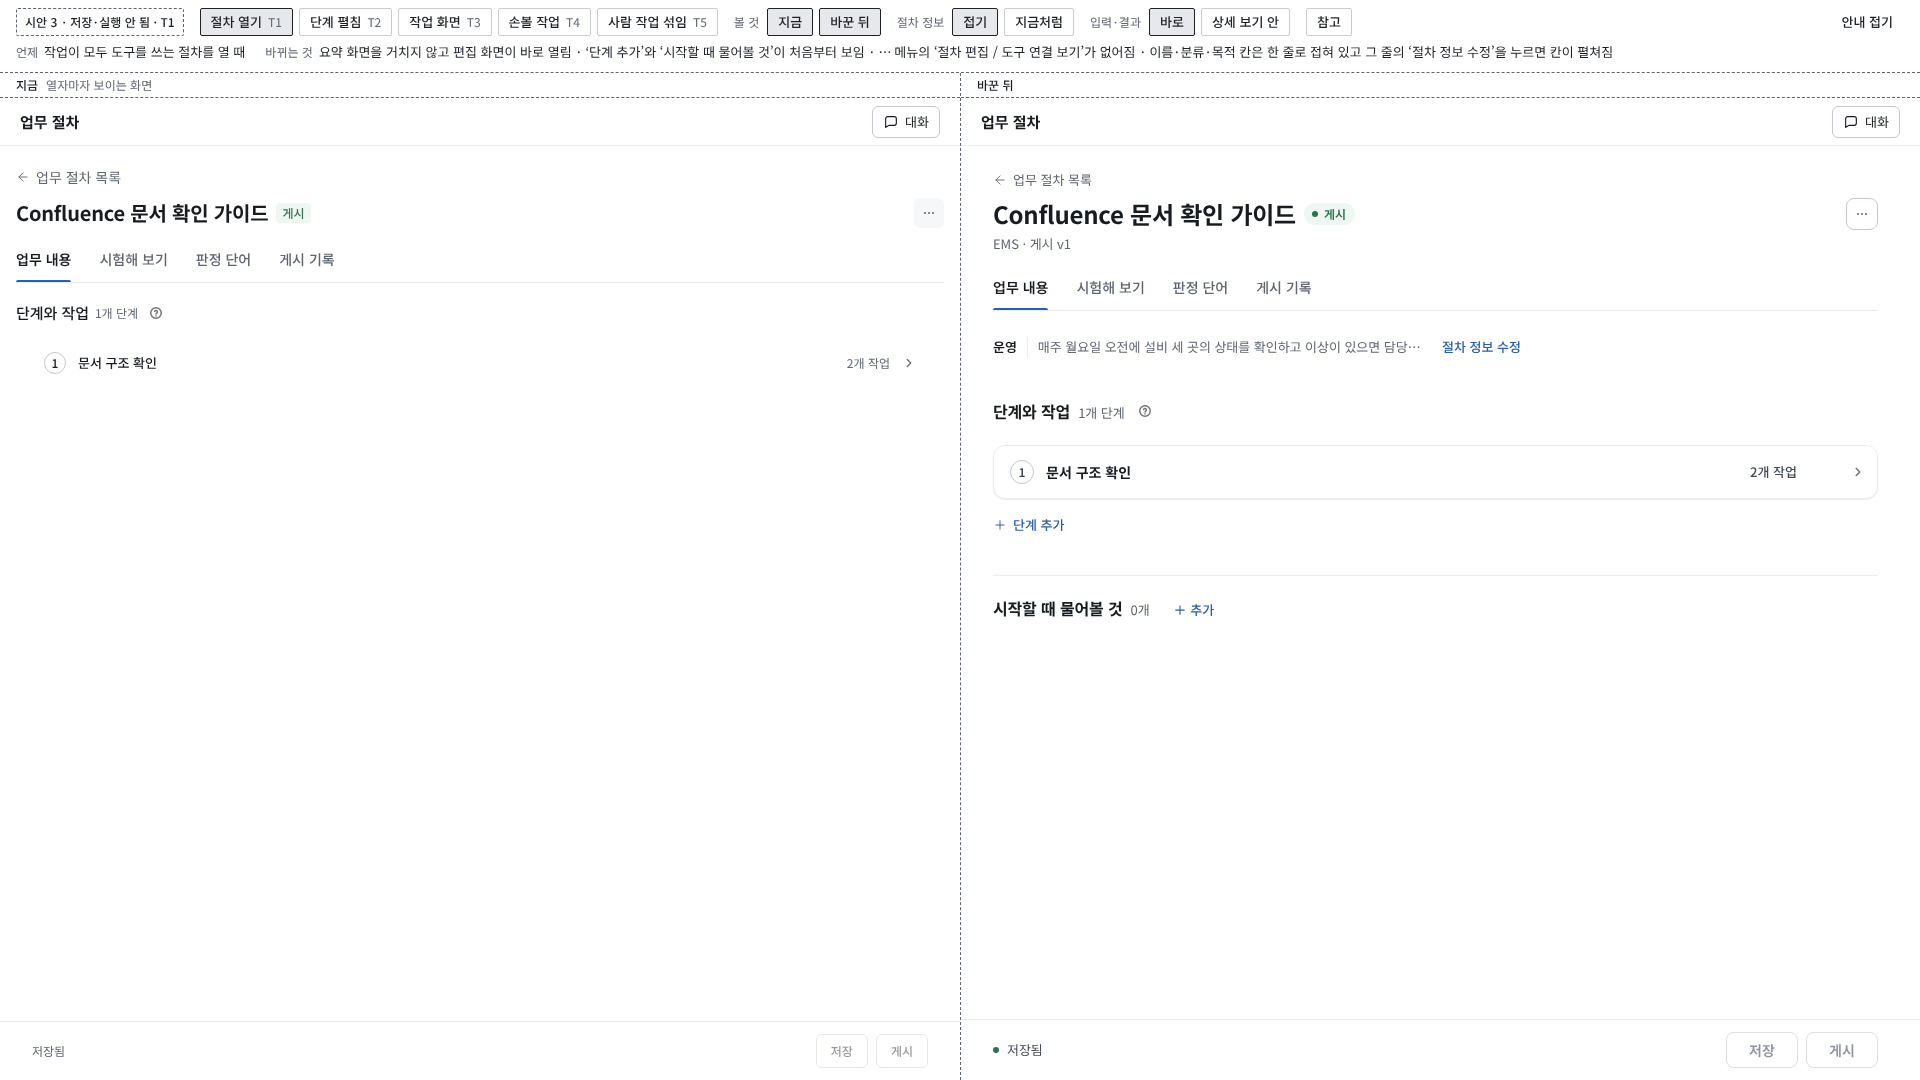 시안 3 · 저장·실행 안 됨 · T1 절차 열기 T1 단계 펼침 T2 작업 화면 T3 손볼 작업 T4 사람 작업 섞임 T5 볼 것 지금 바꾼 뒤 절차 정보 접기 지금처럼 입력·결과 바로 상세 보기 안 참고 안내 접기
언제 작업이 모두 도구를 쓰는 절차를 열 때 바뀌는 것 요약 화면을 거치지 않고 편집 화면이 바로 열림 · ‘단계 추가’와 ‘시작할 때 물어볼 것’이 처음부터 보임 · ··· 메뉴의 ‘절차 편집 / 도구 연결 보기’가 없어짐 · 이름·분류·목적 칸은 한 줄로 접혀 있고 그 줄의 ‘절차 정보 수정’을 누르면 칸이 펼쳐짐
지금 열자마자 보이는 화면
업무 절차
대화
업무 절차 목록
Confluence 문서 확인 가이드 게시
···
업무 내용 시험해 보기 판정 단어 게시 기록
단계와 작업 1개 단계
1 문서 구조 확인 2개 작업
저장됨 저장 게시
바꾼 뒤
업무 절차
대화
업무 절차 목록
Confluence 문서 확인 가이드 게시
···
EMS · 게시 v1
업무 내용 시험해 보기 판정 단어 게시 기록
운영 매주 월요일 오전에 설비 세 곳의 상태를 확인하고 이상이 있으면 담당… 절차 정보 수정
단계와 작업 1개 단계
1 문서 구조 확인 2개 작업
+ 단계 추가
시작할 때 물어볼 것 0개 + 추가
저장됨 저장 게시